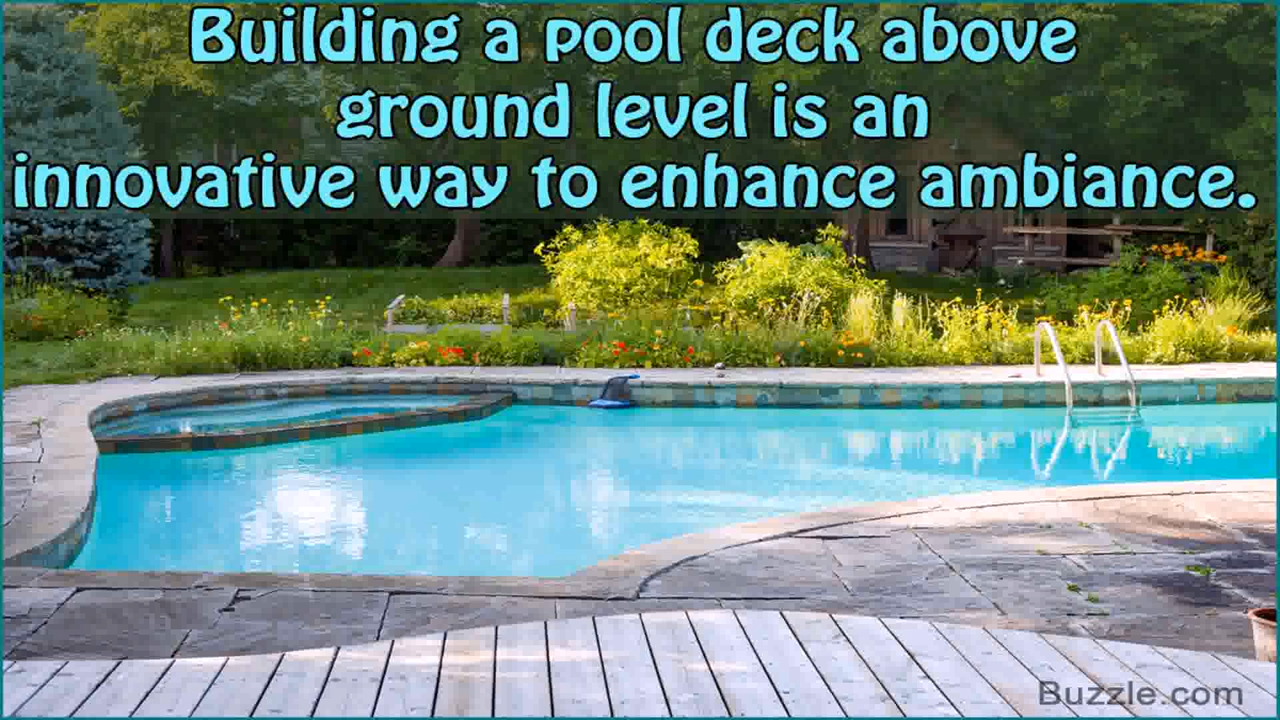 Building a pool deck above
ground level is an
innovative way to enhance ambiance.
Buzzle.com